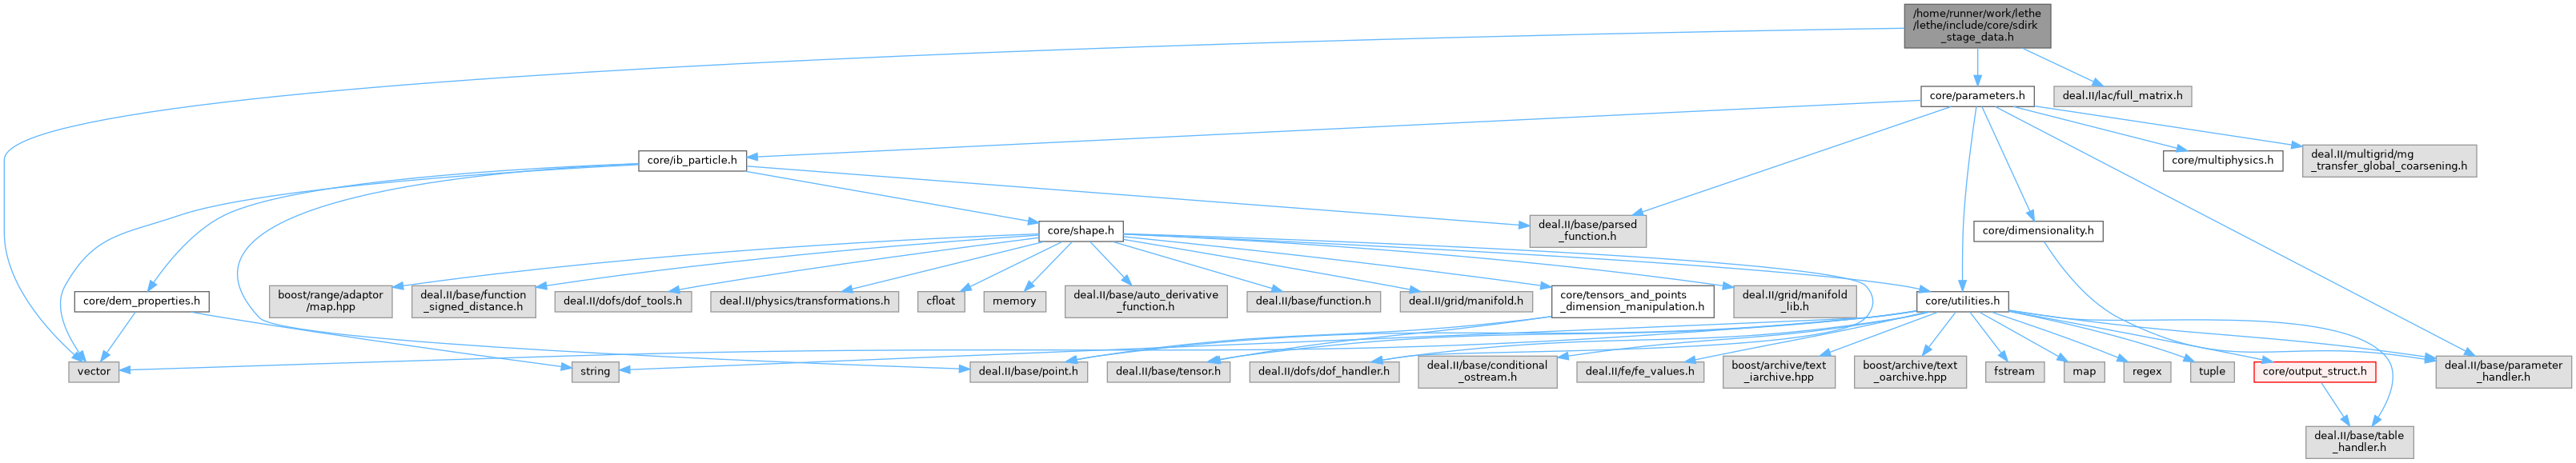 /home/runner/work/lethe
/lethe/include/core/sdirk
_stage_data.h
core/parameters.h
deal.II/lac/full_matrix.h
core/ib_particle.h
core/multiphysics.h
deal.II/multigrid/mg
_transfer_global_coarsening.h
core/shape.h
deal.II/base/parsed
_function.h
core/dimensionality.h
core/dem_properties.h
boost/range/adaptor
/map.hpp
deal.II/base/function
_signed_distance.h
deal.II/dofs/dof_tools.h
deal.II/physics/transformations.h
cfloat
memory
deal.II/base/auto_derivative
_function.h
deal.II/base/function.h
deal.II/grid/manifold.h
core/tensors_and_points
_dimension_manipulation.h
deal.II/grid/manifold
_lib.h
core/utilities.h
vector
string
deal.II/base/point.h
deal.II/base/tensor.h
deal.II/dofs/dof_handler.h
deal.II/base/conditional
_ostream.h
deal.II/fe/fe_values.h
boost/archive/text
_iarchive.hpp
boost/archive/text
_oarchive.hpp
fstream
map
regex
tuple
core/output_struct.h
deal.II/base/parameter
_handler.h
deal.II/base/table
_handler.h